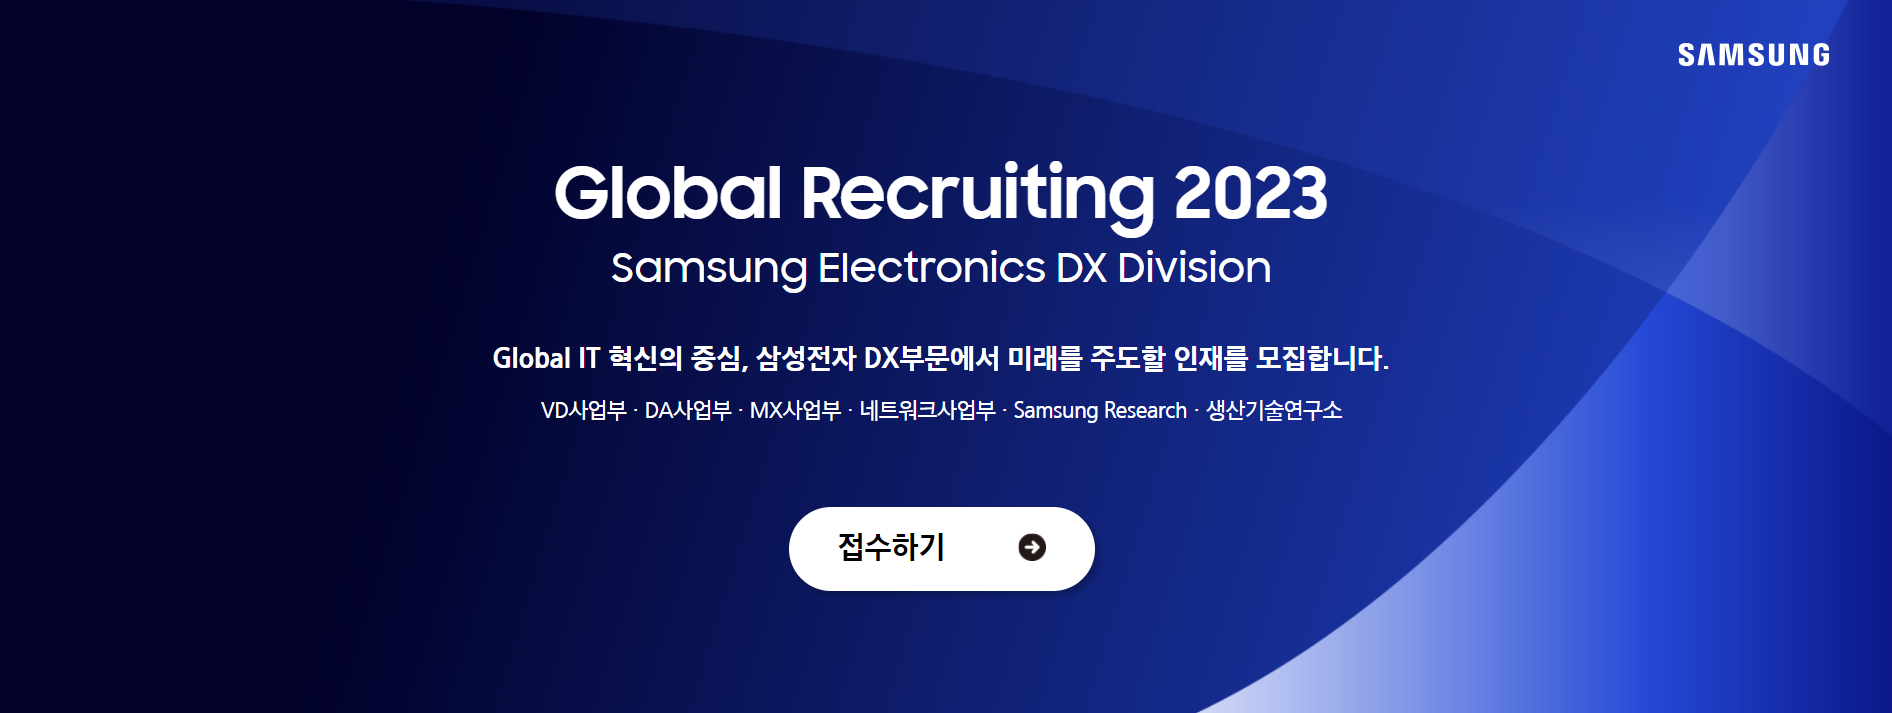 SAMSUNG
Global Recruiting 2023
Samsung Electronics DX Division
Global IT 혁신의 중심, 삼성전자 DX부문에서 미래를 주도할 인재를 모집합니다.
VD사업부 · DA사업부 · MX사업부 · 네트워크사업부 · Samsung Research · 생산기술연구소
접수하기